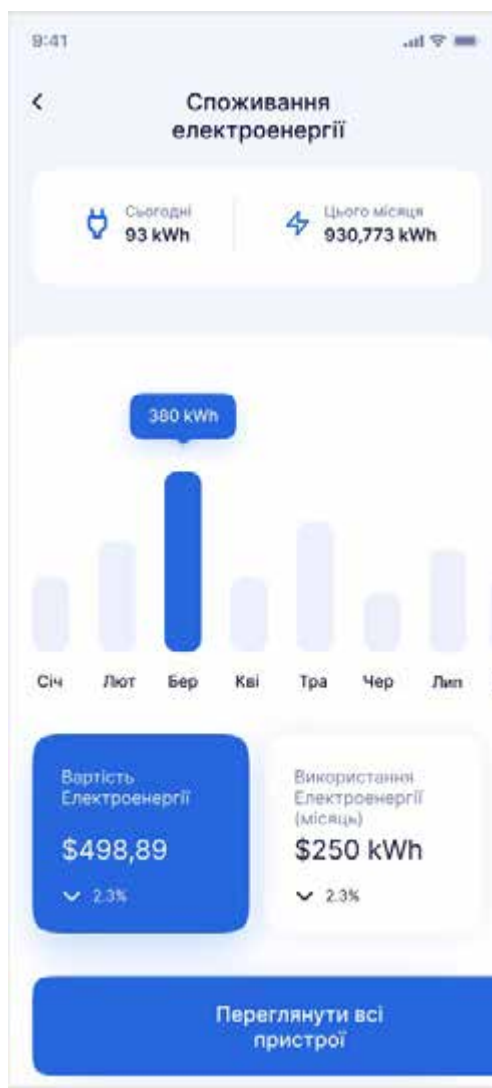 9:41
Споживання
електроенергії
Сьогодні
93 kWh
Цього місяця
930,773 kWh
380 kWh
Січ Лют Бер Кві Тра Чер Лип
Вартість
Електроенергії
$498,89
2.3%
Використання
Електроенергії
(місяць)
$250 kWh
2.3%
Переглянути всі
пристрої